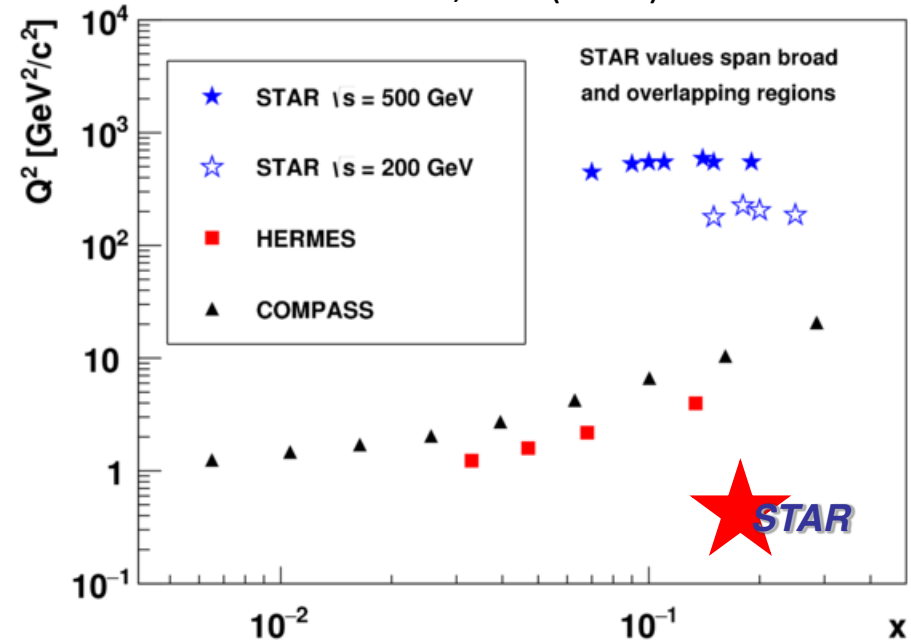 10⁴
Q² [GeV²/c²]
STAR values span broad
and overlapping regions
STAR √s = 500 GeV
10³
STAR √s = 200 GeV
10²
HERMES
COMPASS
10
1
STAR
10⁻¹
10⁻²
10⁻¹
x